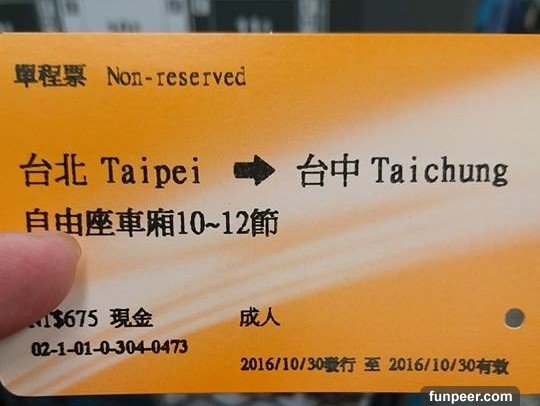 單程票 Non-reserved
台北 Taipei ➡ 台中 Taichung
自由座車廂10~12節
NT$675 現金 成人
02-1-01-0-304-0473
2016/10/30發行 至 2016/10/30有效
funpeer.com